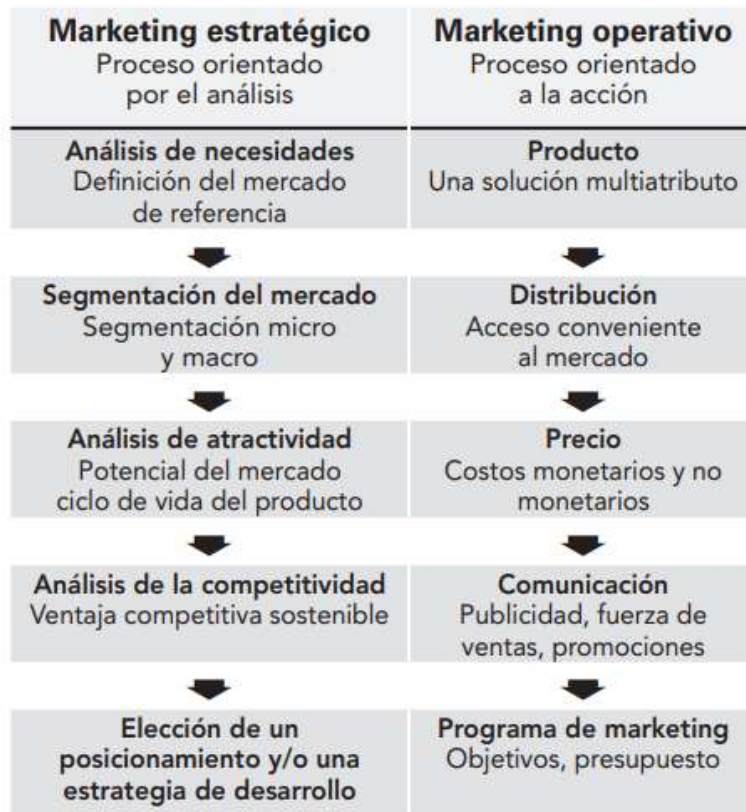 Marketing estratégico
Proceso orientado
por el análisis
Análisis de necesidades
Definición del mercado
de referencia
Segmentación del mercado
Segmentación micro
y macro
Análisis de atractividad
Potencial del mercado
ciclo de vida del producto
Análisis de la competitividad
Ventaja competitiva sostenible
Elección de un
posicionamiento y/o una
estrategia de desarrollo
Marketing operativo
Proceso orientado
a la acción
Producto
Una solución multiatributo
Distribución
Acceso conveniente
al mercado
Precio
Costos monetarios y no
monetarios
Comunicación
Publicidad, fuerza de
ventas, promociones
Programa de marketing
Objetivos, presupuesto